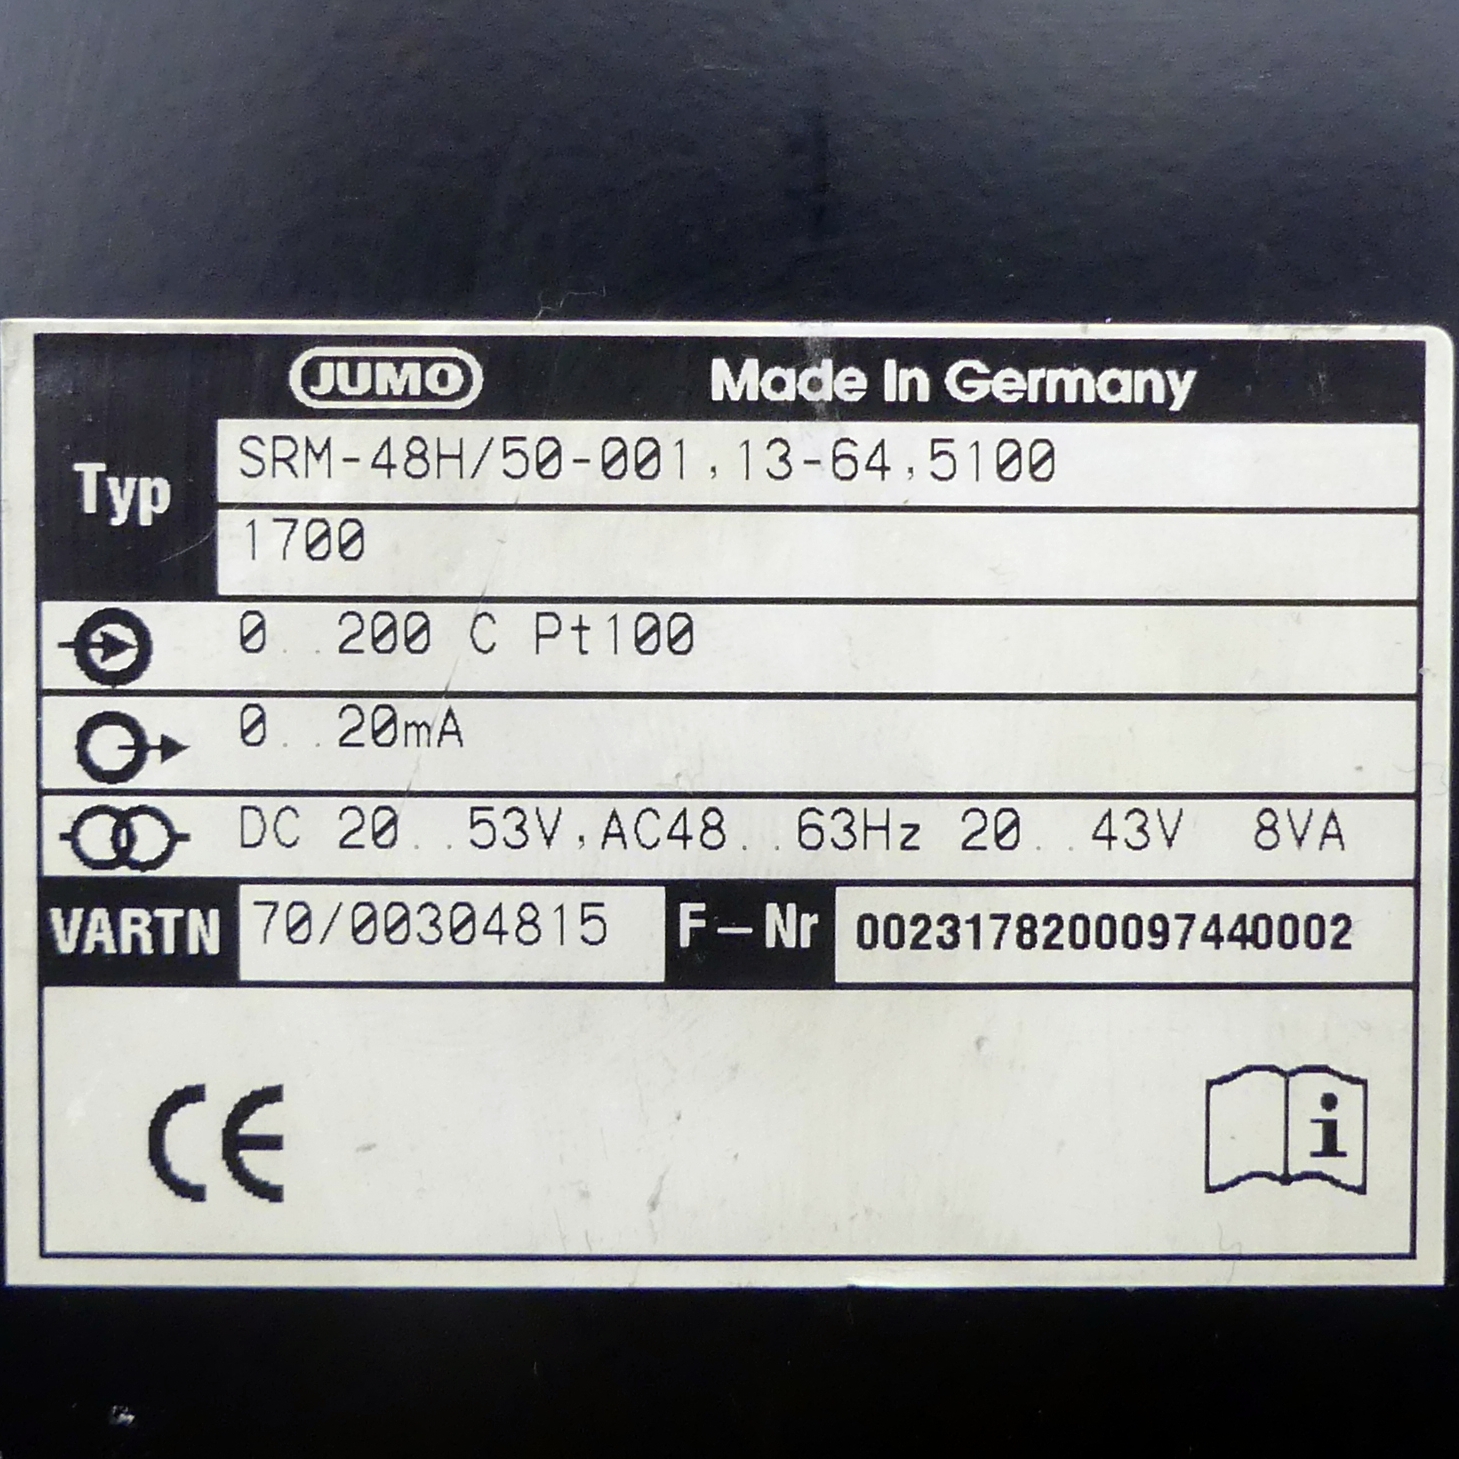 JUMO Made In Germany
Typ SRM-48H/50-001,13-64,5100
1700
0..200 C Pt100
0..20mA
DC 20..53V,AC48..63Hz 20..43V 8VA
VARTN 70/00304815 F-Nr 0023178200097440002
CE i